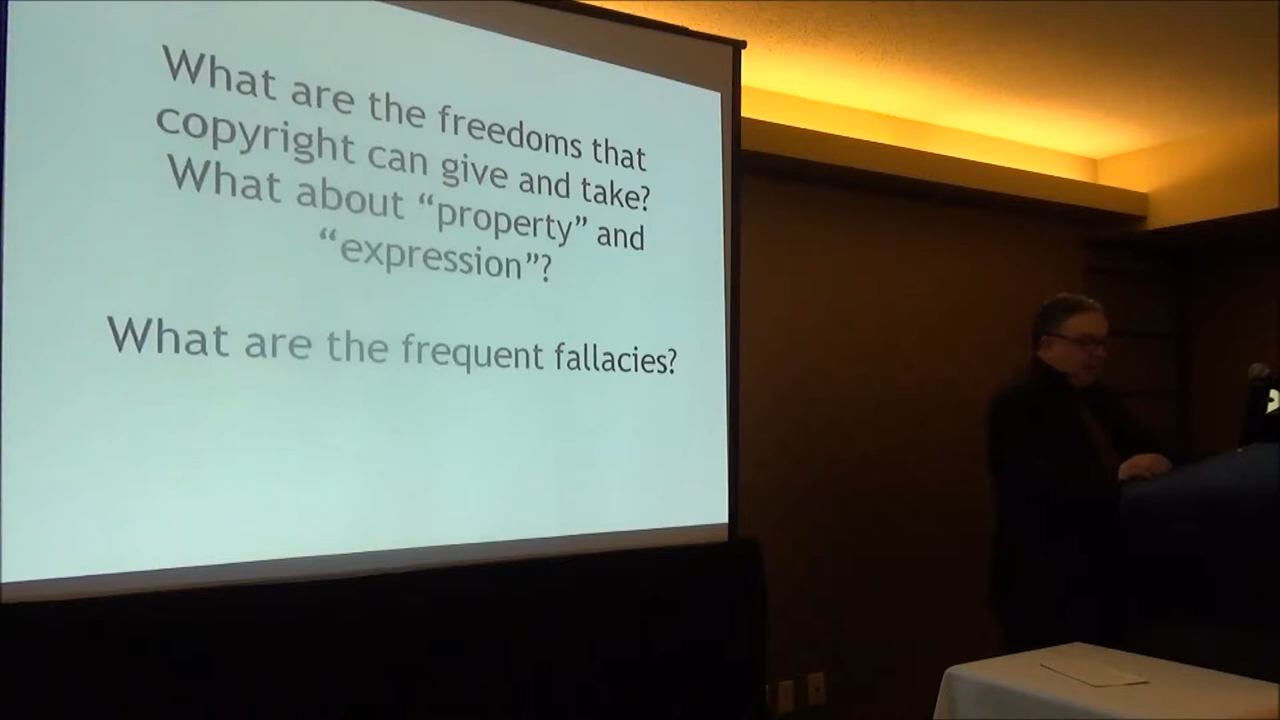 What are the freedoms that
copyright can give and take?
What about “property” and
“expression”?
What are the frequent fallacies?